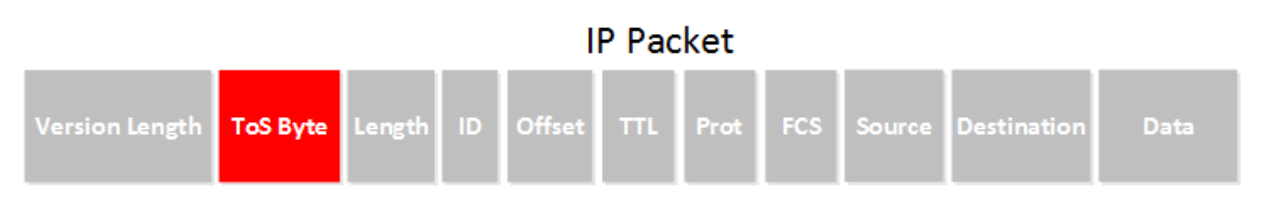 IP Packet
Version Length ToS Byte Length ID Offset TTL Prot FCS Source Destination Data